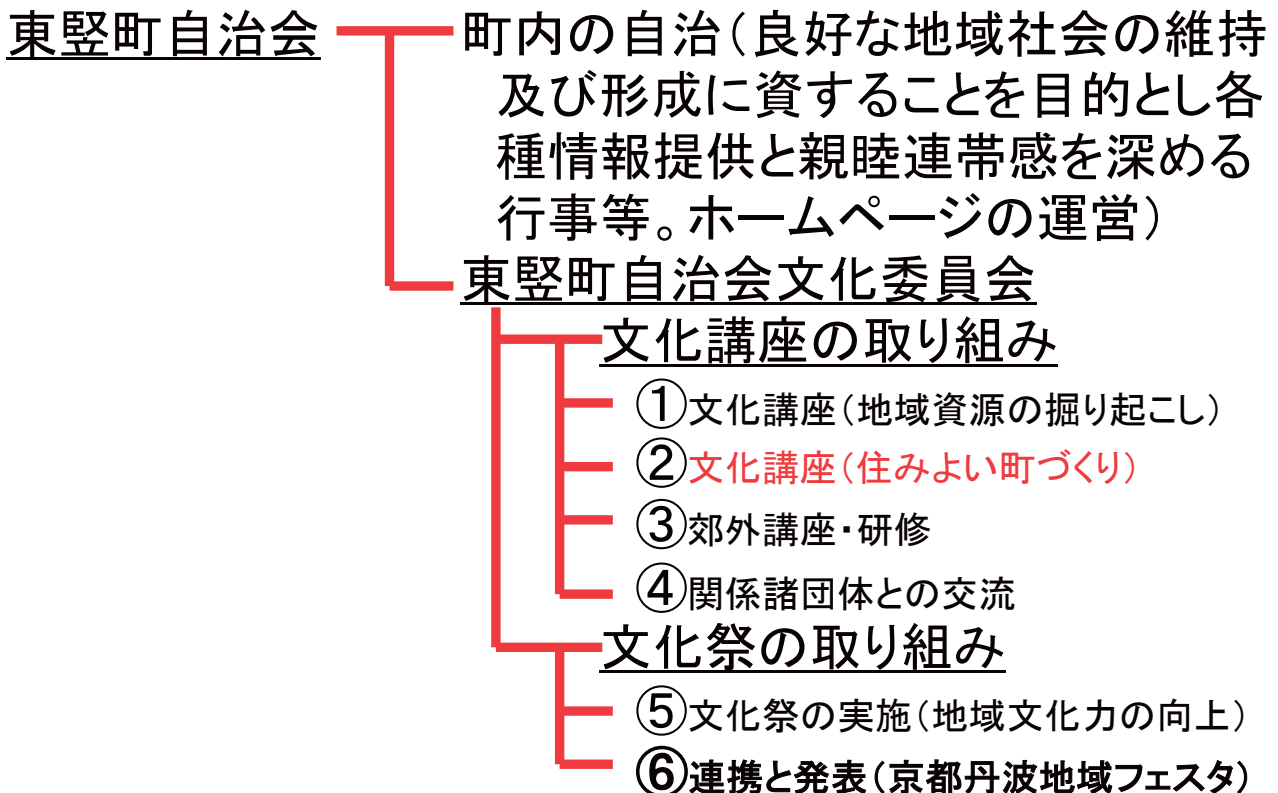 東竪町自治会
町内の自治（良好な地域社会の維持
及び形成に資することを目的とし各
種情報提供と親睦連帯感を深める
行事等。ホームページの運営）
東竪町自治会文化委員会
文化講座の取り組み
①文化講座（地域資源の掘り起こし）
②文化講座（住みよい町づくり）
③郊外講座・研修
④関係諸団体との交流
文化祭の取り組み
⑤文化祭の実施（地域文化力の向上）
⑥連携と発表（京都丹波地域フェスタ）